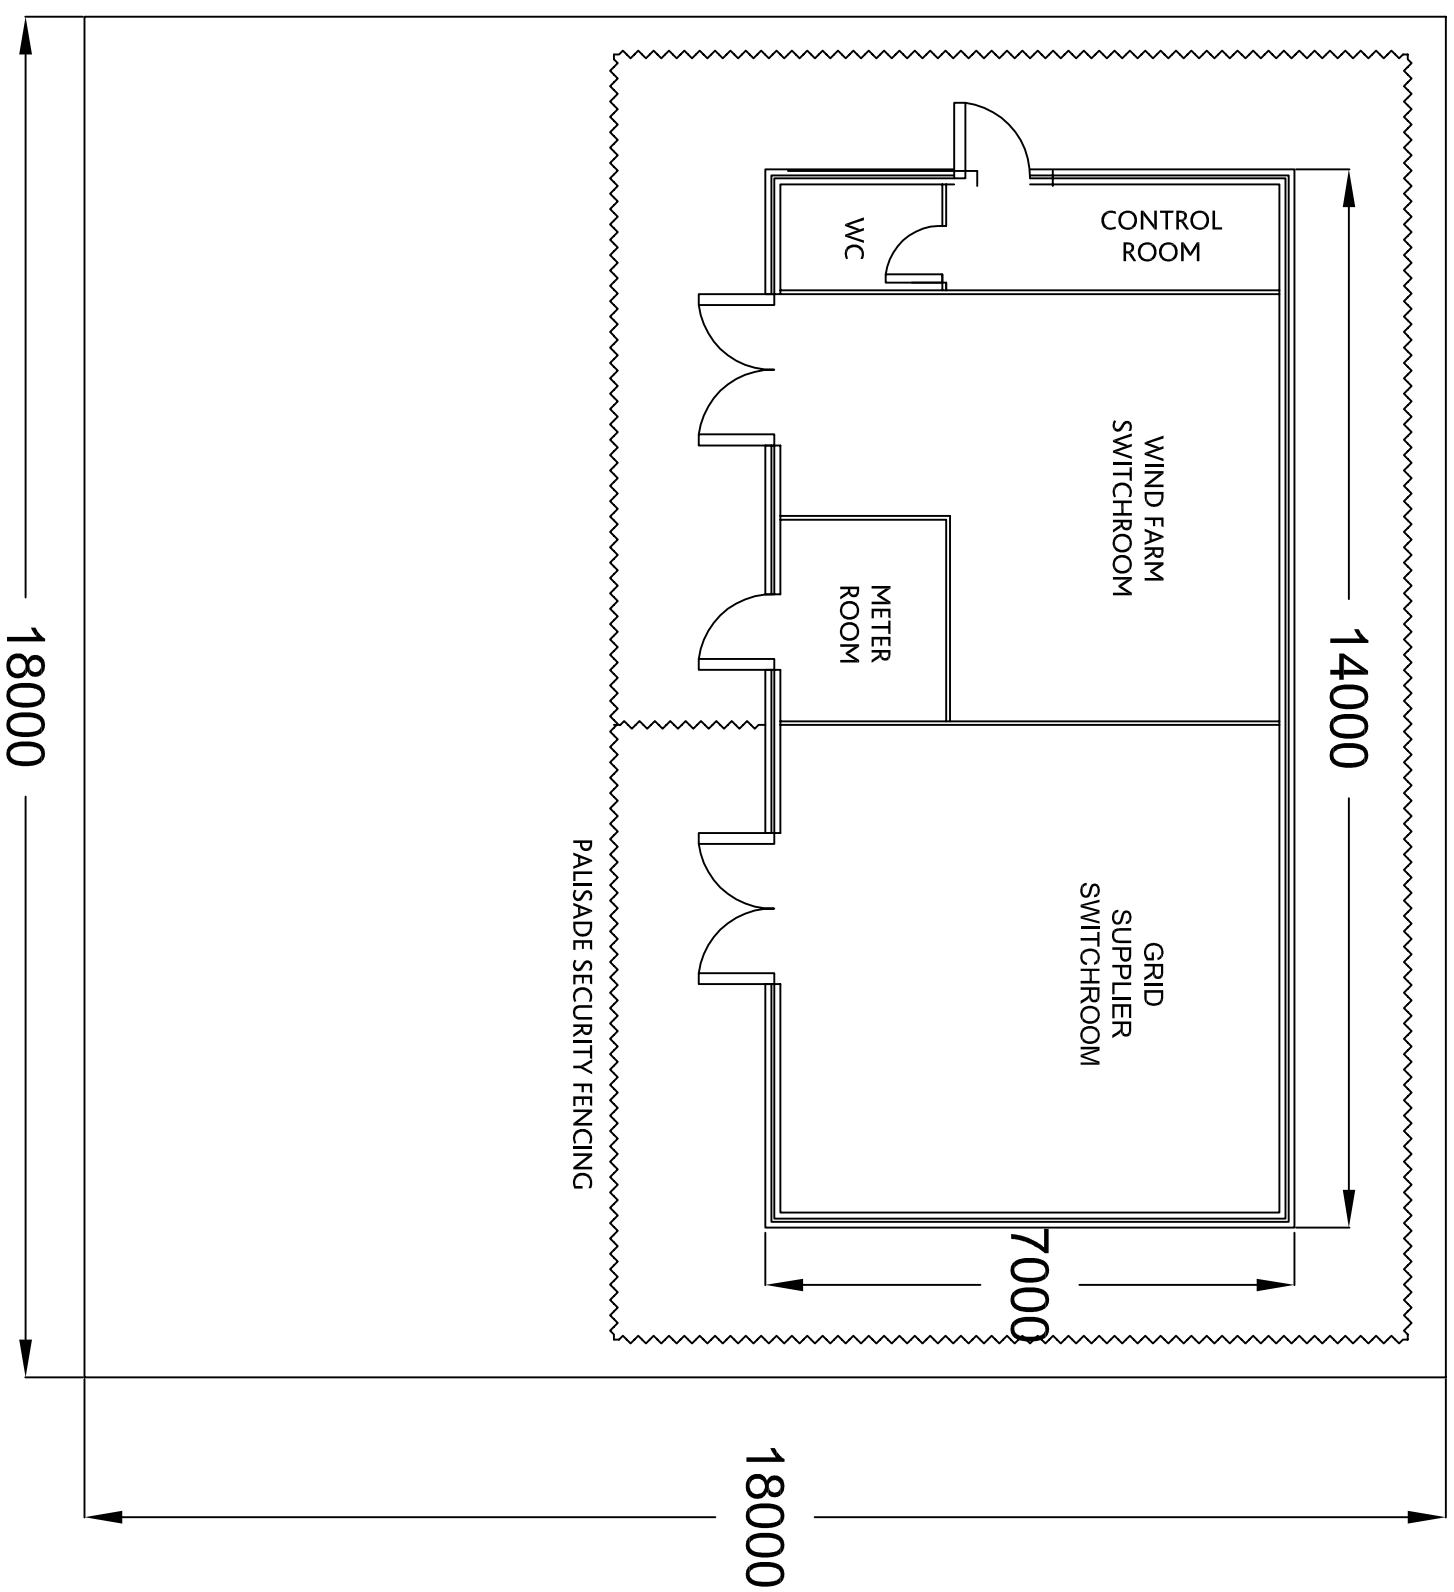 CONTROL
ROOM
WC
WIND FARM
SWITCHROOM
METER
ROOM
GRID
SUPPLIER
SWITCHROOM
PALISADE SECURITY FENCING
14000
7000
18000
18000